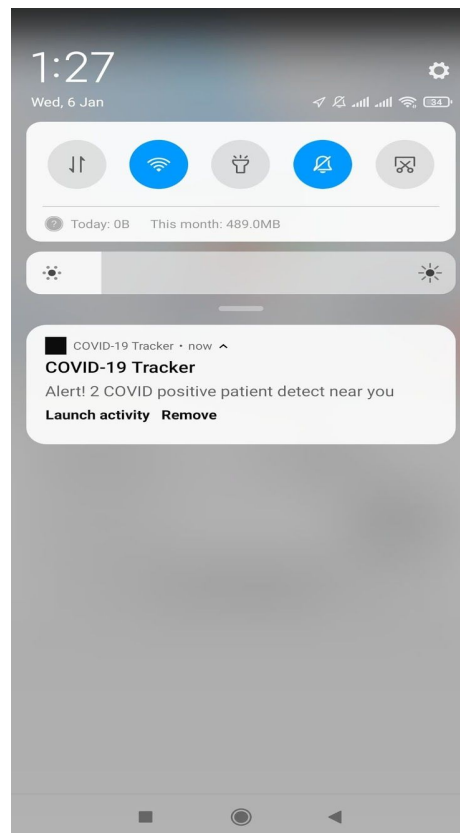 1:27
Wed, 6 Jan
34
? Today: 0B This month: 489.0MB
COVID-19 Tracker • now
COVID-19 Tracker
Alert! 2 COVID positive patient detect near you
Launch activity Remove